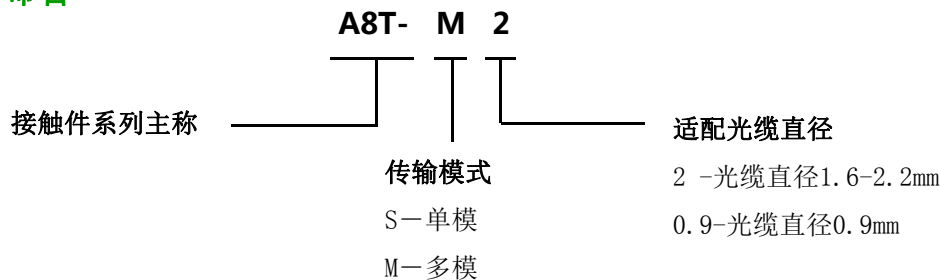 A8T- M 2
接触件系列主称
适配光缆直径
传输模式
2 -光缆直径1.6-2.2mm
S－单模
0.9-光缆直径0.9mm
M－多模